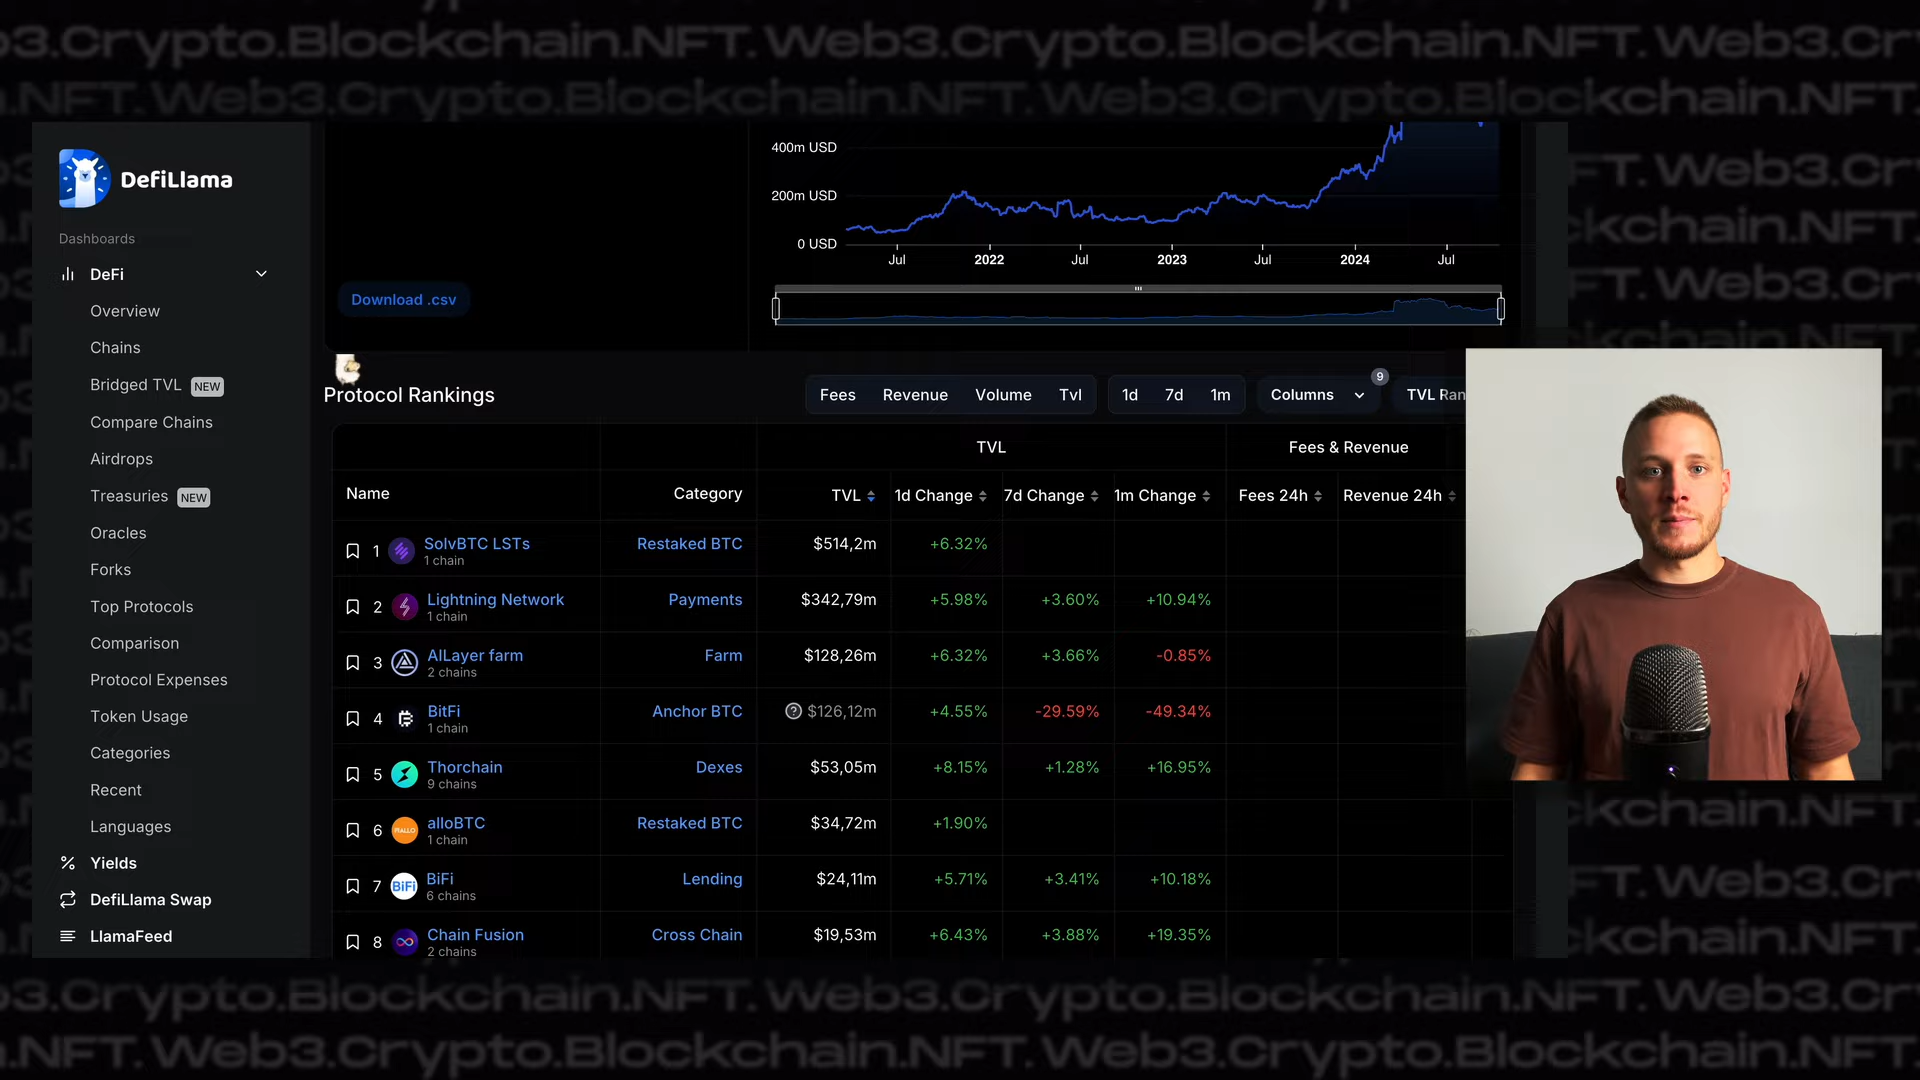 o3.Crypto.Blockchain.NFT. Web3.Crypto.Blockchain.NFT. Web3.Cr
n.NFT. Web3.Crypto.Blockchain.NFT. Web3.Crypto.Blockchain.NFT.
DefiLlama
Dashboards
DeFi
Overview
Chains
Bridged TVL NEW
Compare Chains
Airdrops
Treasuries NEW
Oracles
Forks
Top Protocols
Comparison
Protocol Expenses
Token Usage
Categories
Recent
Languages
Yields
DefiLlama Swap
LlamaFeed
400m USD
200m USD
0 USD
Jul 2022 Jul 2023 Jul 2024 Jul
Download .csv
Protocol Rankings
Fees Revenue Volume Tvl
1d 7d 1m
Columns 9
TVL Ran
TVL Fees & Revenue
Name Category TVL 1d Change 7d Change 1m Change Fees 24h Revenue 24h
1 SolvBTC LSTs Restaked BTC $514,2m +6.32%
1 chain
2 Lightning Network Payments $342,79m +5.98% +3.60% +10.94%
1 chain
3 AILayer farm Farm $128,26m +6.32% +3.66% -0.85%
2 chains
4 BitFi Anchor BTC $126,12m +4.55% -29.59% -49.34%
1 chain
5 Thorchain Dexes $53,05m +8.15% +1.28% +16.95%
9 chains
6 alloBTC Restaked BTC $34,72m +1.90%
1 chain
7 BiFi BiFi Lending $24,11m +5.71% +3.41% +10.18%
6 chains
8 Chain Fusion Cross Chain $19,53m +6.43% +3.88% +19.35%
2 chains
o3.Crypto.Blockchain.NFT. Web3.Crypto.Blockchain.NFT. Web3.Cr
n.NFT. Web3.Crypto.Blockchain.NFT. Web3.Crypto.Blockchain.NFT.